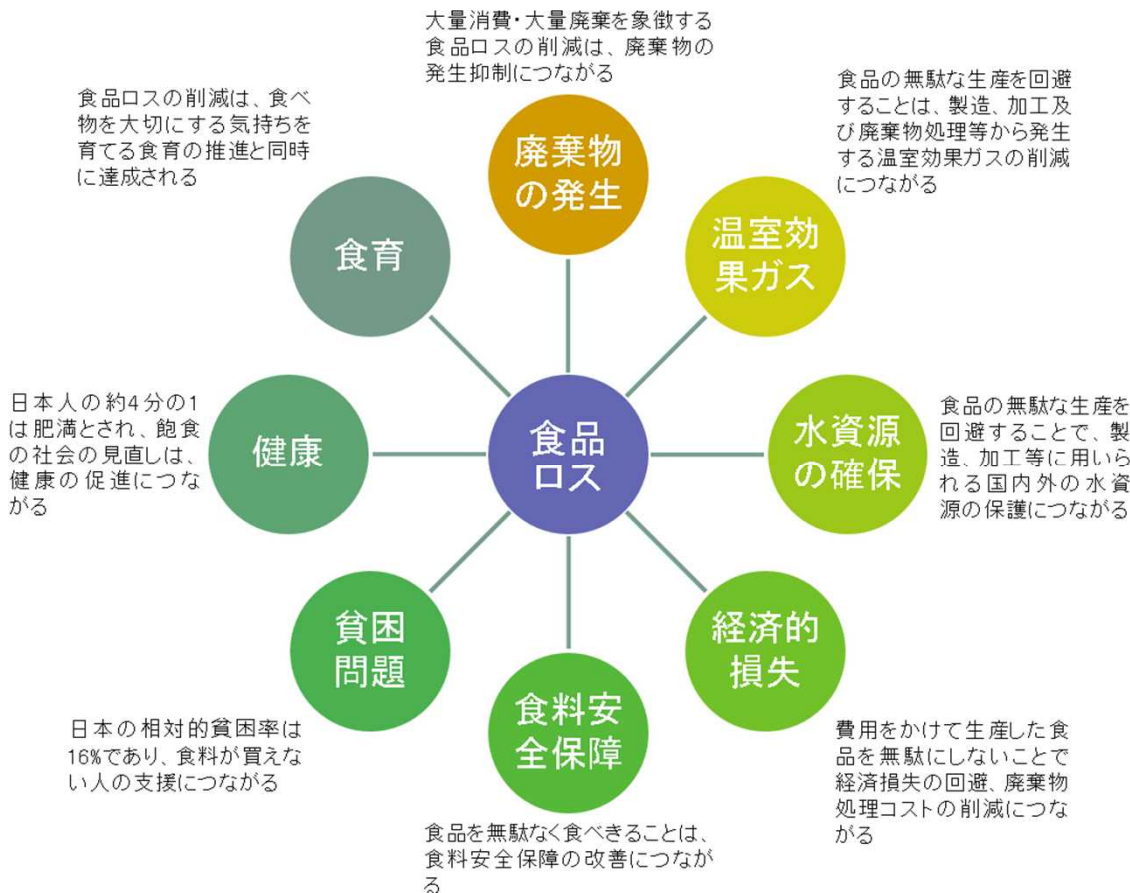 大量消費・大量廃棄を象徴する
食品ロスの削減は、廃棄物の
発生抑制につながる
廃棄物
の発生
食品の無駄な生産を回避
することは、製造、加工及
び廃棄物処理等から発生
する温室効果ガスの削減
につながる
温室効
果ガス
食品の無駄な生産を
回避することで、製
造、加工等に用いら
れる国内外の水資
源の保護につながる
水資源
の確保
経済的
損失
費用をかけて生産した食
品を無駄にしないことで
経済損失の回避、廃棄物
処理コストの削減につな
がる
食料安
全保障
食品を無駄なく食べきることは、
食料安全保障の改善につなが
る
貧困
問題
日本の相対的貧困率は
16%であり、食料が買えな
い人の支援につながる
健康
日本人の約4分の1
は肥満とされ、飽食
の社会の見直しは、
健康の促進につな
がる
食育
食品ロスの削減は、食べ
物を大切にする気持ちを
育てる食育の推進と同時
に達成される
食品
ロス